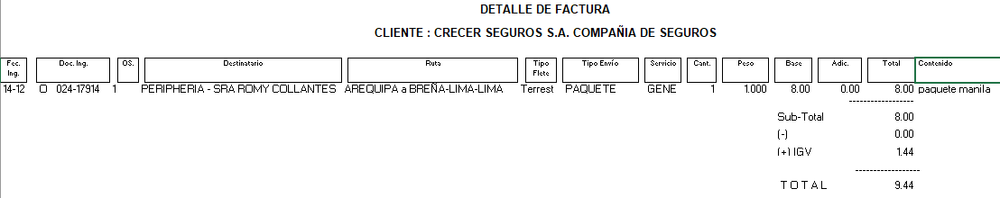 DETALLE DE FACTURA
CLIENTE : CRECER SEGUROS S.A. COMPAÑIA DE SEGUROS
Fec. Ing. Doc. Ing. OS. Destinatario Ruta Tipo Flete Tipo Envío Servicio Cant. Peso Base Adic. Total Contenido
14-12 O 024-17914 1 PERIPHERIA - SRA ROMY COLLANTES AREQUIPA a BREÑA-LIMA-LIMA Terrest PAQUETE GENE 1 1.000 8.00 0.00 8.00 paquete manila
------------------
Sub-Total 8.00
(-) 0.00
(+) IGV 1.44
------------------
T O T A L 9.44